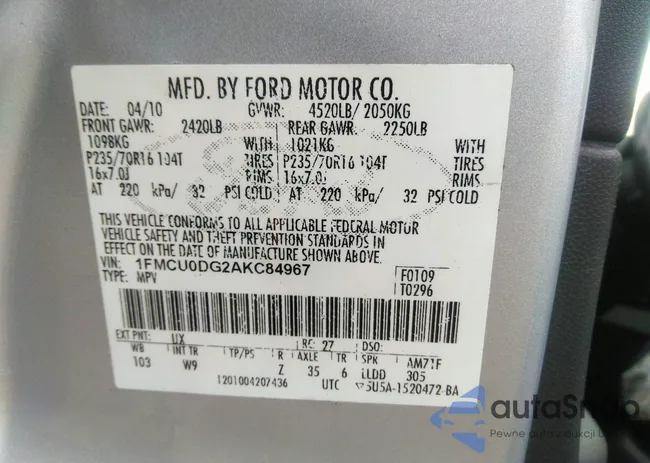 MFD. BY FORD MOTOR CO.
DATE: 04/10 GVWR: 4520LB/ 2050KG
FRONT GAWR: 2420LB REAR GAWR: 2250LB
1098KG WITH 1021KG WITH
P235/70R16 104T TIRES P235/70R16 104T TIRES
16x7.0J RIMS 16x7.0J RIMS
AT 220 kPa/ 32 PSI COLD AT 220 kPa/ 32 PSI COLD
THIS VEHICLE CONFORMS TO ALL APPLICABLE FEDERAL MOTOR
VEHICLE SAFETY AND THEFT PREVENTION STANDARDS IN
EFFECT ON THE DATE OF MANUFACTURE SHOWN ABOVE.
VIN: 1FMCU0DG2AKC84967 F0109
TYPE: MPV T0296
EXT PNT: UX RC: 27 DSO:
WB INT TR TP/PS R AXLE TR SPK AM71F
103 W9 Z 35 6 LLDD 305
1201004207436 UTC 5U5A-1520472-BA
autaSnap
Pewne auta